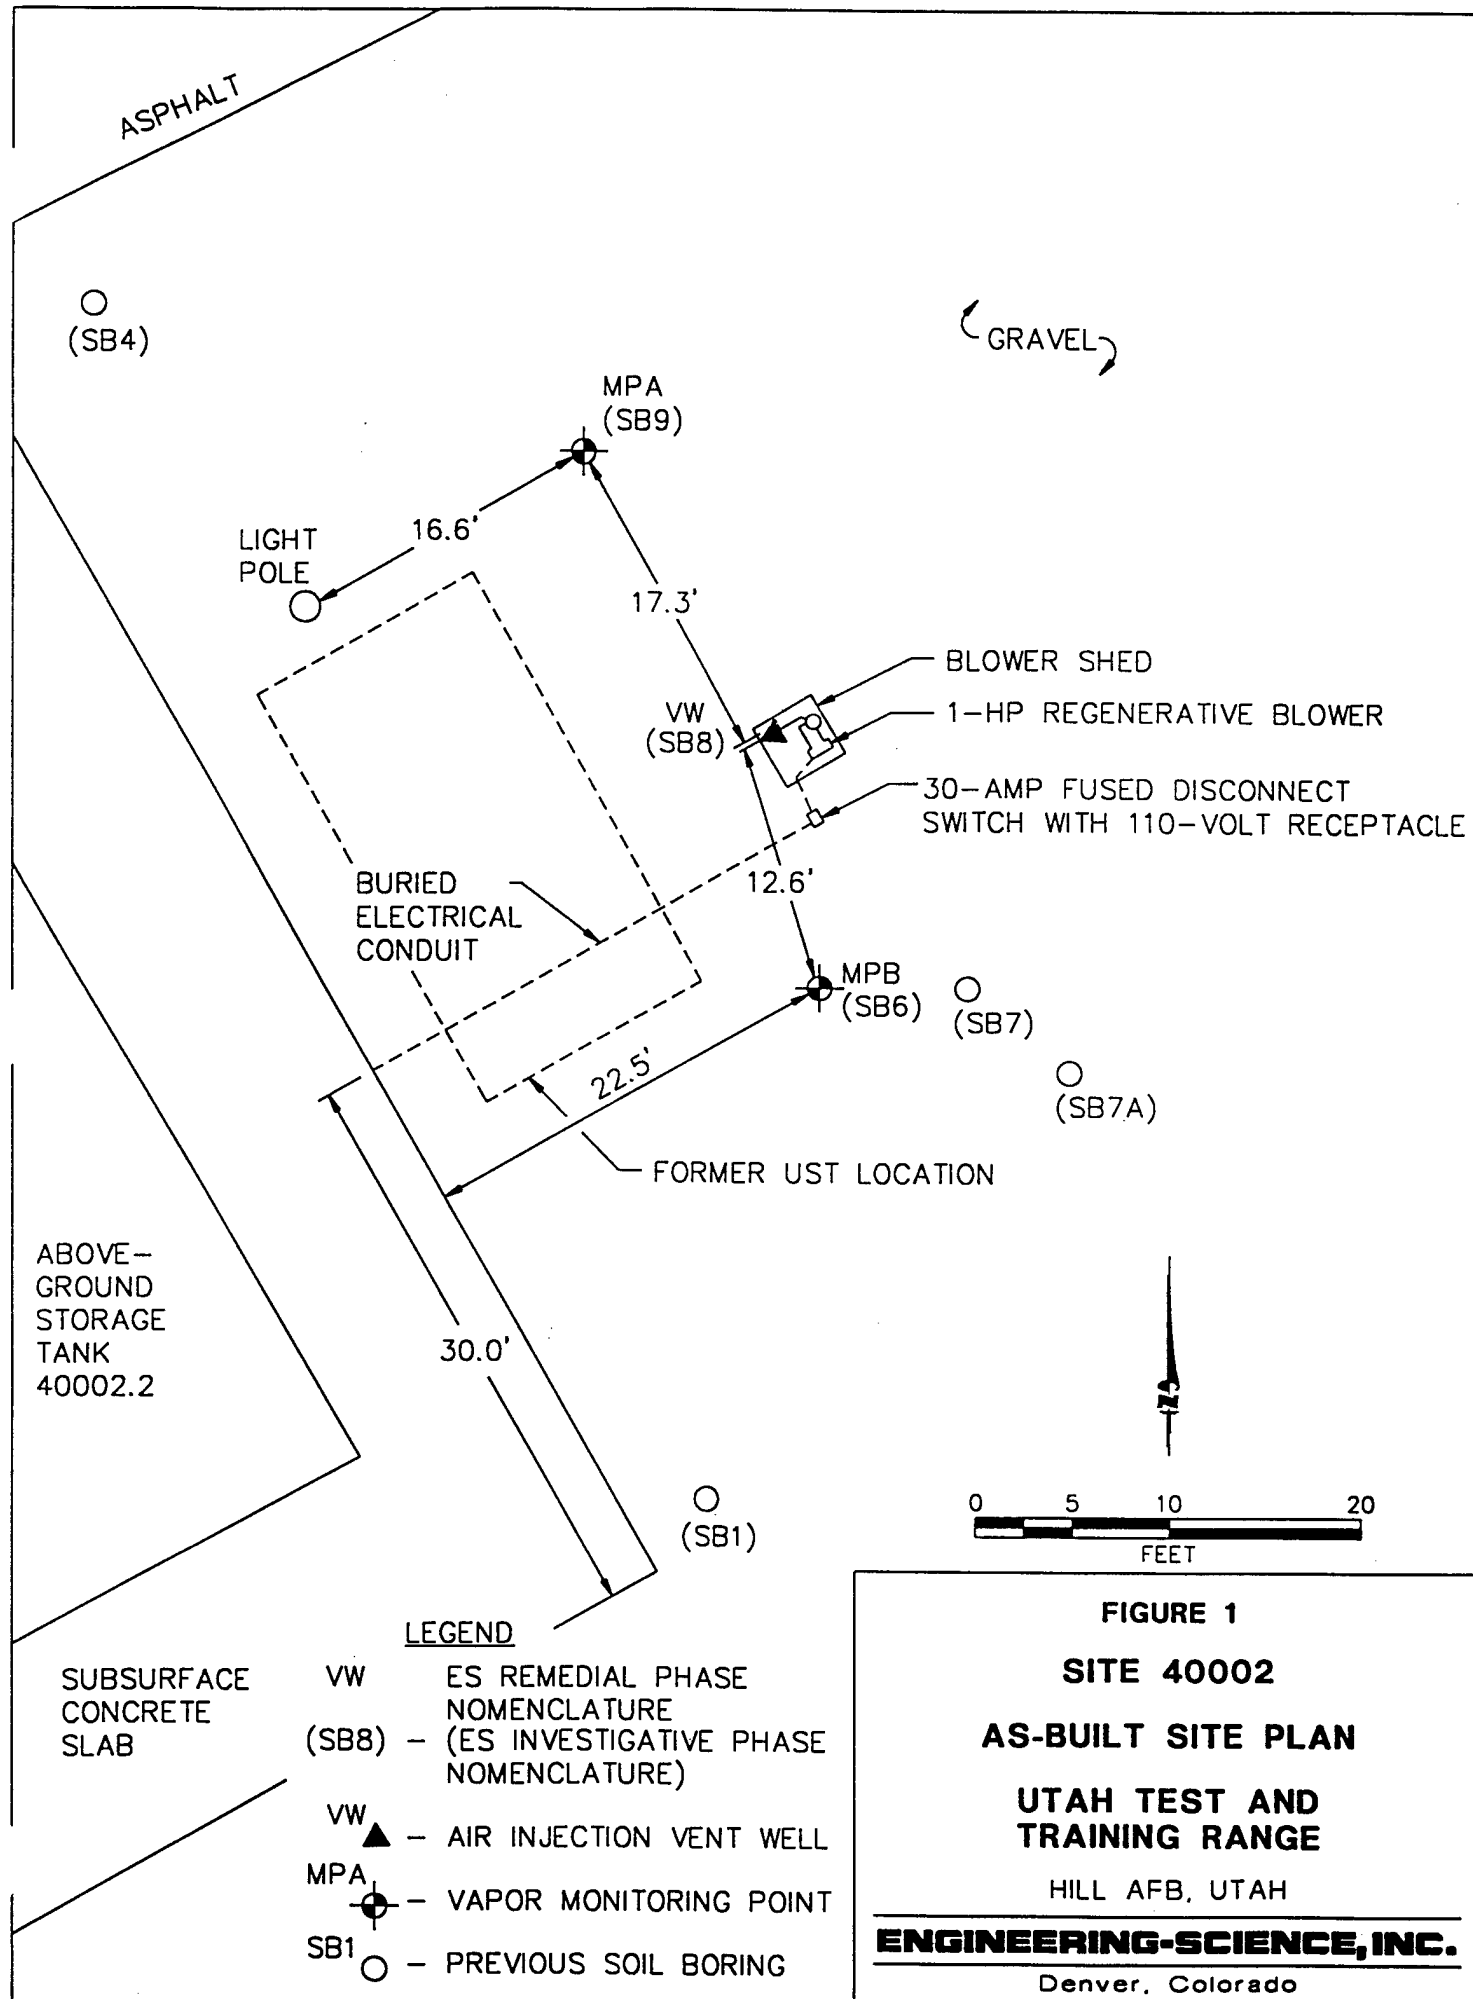 ASPHALT
(SB4)
GRAVEL
MPA
(SB9)
16.6'
LIGHT
POLE
17.3'
BLOWER SHED
VW
(SB8)
1-HP REGENERATIVE BLOWER
30-AMP FUSED DISCONNECT
SWITCH WITH 110-VOLT RECEPTACLE
BURIED
ELECTRICAL
CONDUIT
12.6'
MPB
(SB6)
(SB7)
22.5'
(SB7A)
FORMER UST LOCATION
ABOVE-
GROUND
STORAGE
TANK
40002.2
30.0'
N
(SB1)
0 5 10 20
FEET
SUBSURFACE
CONCRETE
SLAB
LEGEND
VW ES REMEDIAL PHASE
NOMENCLATURE
(SB8) - (ES INVESTIGATIVE PHASE
NOMENCLATURE)
VW - AIR INJECTION VENT WELL
MPA - VAPOR MONITORING POINT
SB1 - PREVIOUS SOIL BORING
FIGURE 1
SITE 40002
AS-BUILT SITE PLAN
UTAH TEST AND
TRAINING RANGE
HILL AFB, UTAH
ENGINEERING-SCIENCE, INC.
Denver, Colorado